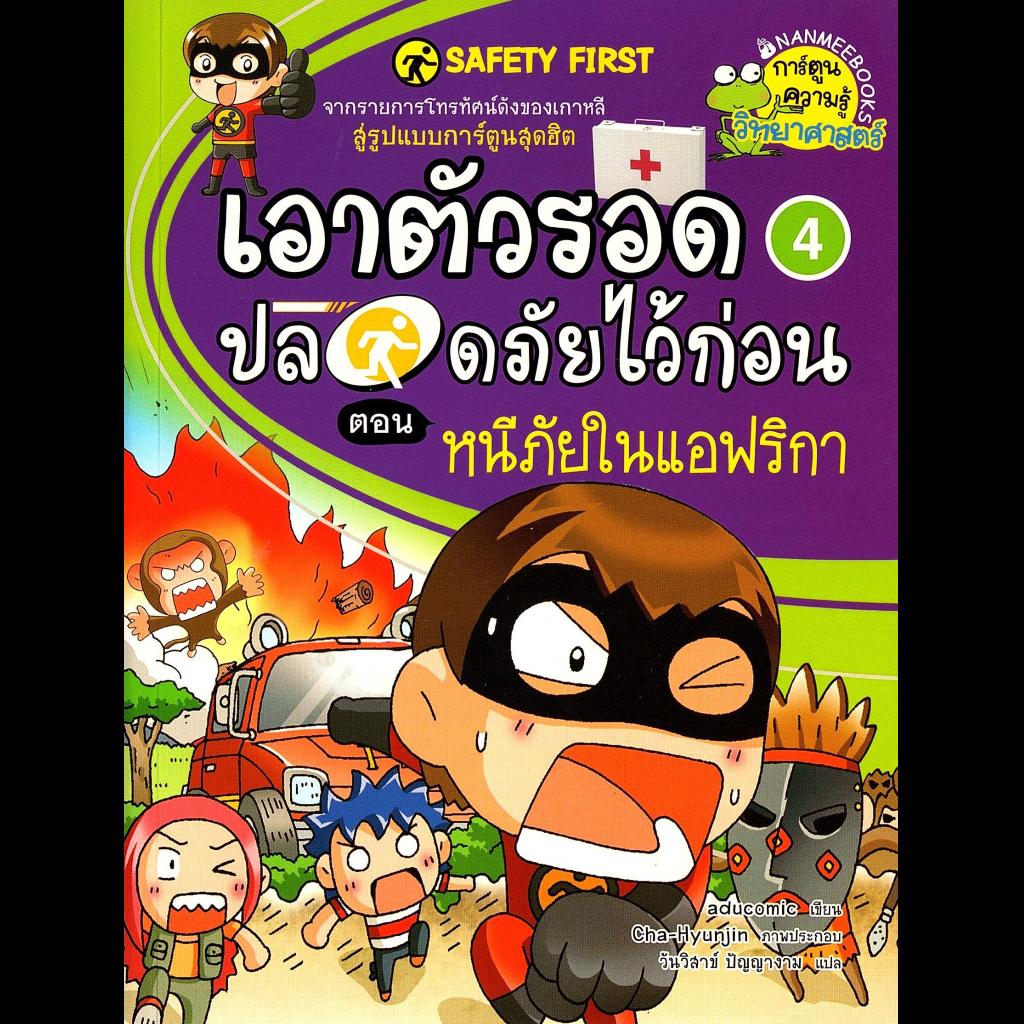 SAFETY FIRST
จากรายการโทรทัศน์ดังของเกาหลี
สู่รูปแบบการ์ตูนสุดฮิต
NANMEEBOOKS
การ์ตูน
ความรู้
วิทยาศาสตร์
เอาตัวรอด 4
ปลอดภัยไว้ก่อน
ตอน
หนีภัยในแอฟริกา
aducomic เขียน
Cha-Hyunjin ภาพประกอบ
วันวิสาข์ ปัญญางาม แปล